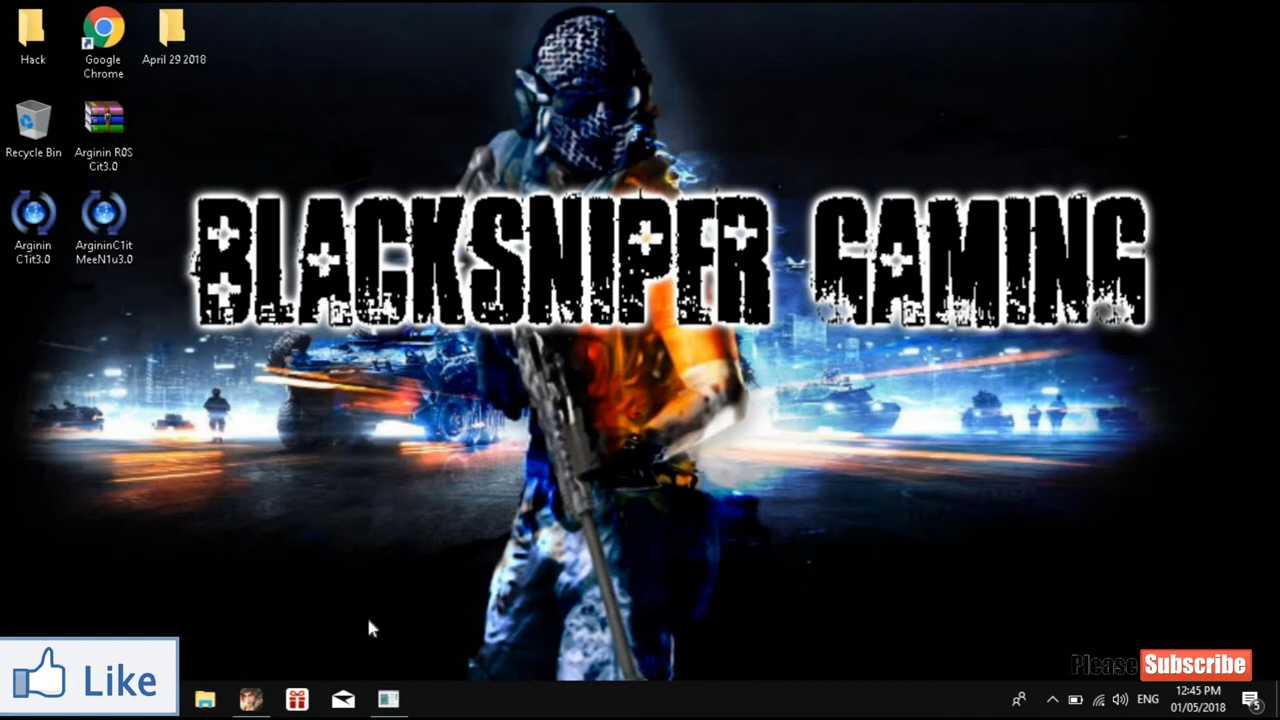 Hack
Google
Chrome
April 29 2018
Recycle Bin
Arginin R0S
Cit3.0
Arginin
C1it3.0
ArgininC1it
MeeN1u3.0
BLACKSNIPER GAMING
Like
Please Subscribe
ENG
12:45 PM
01/05/2018
5